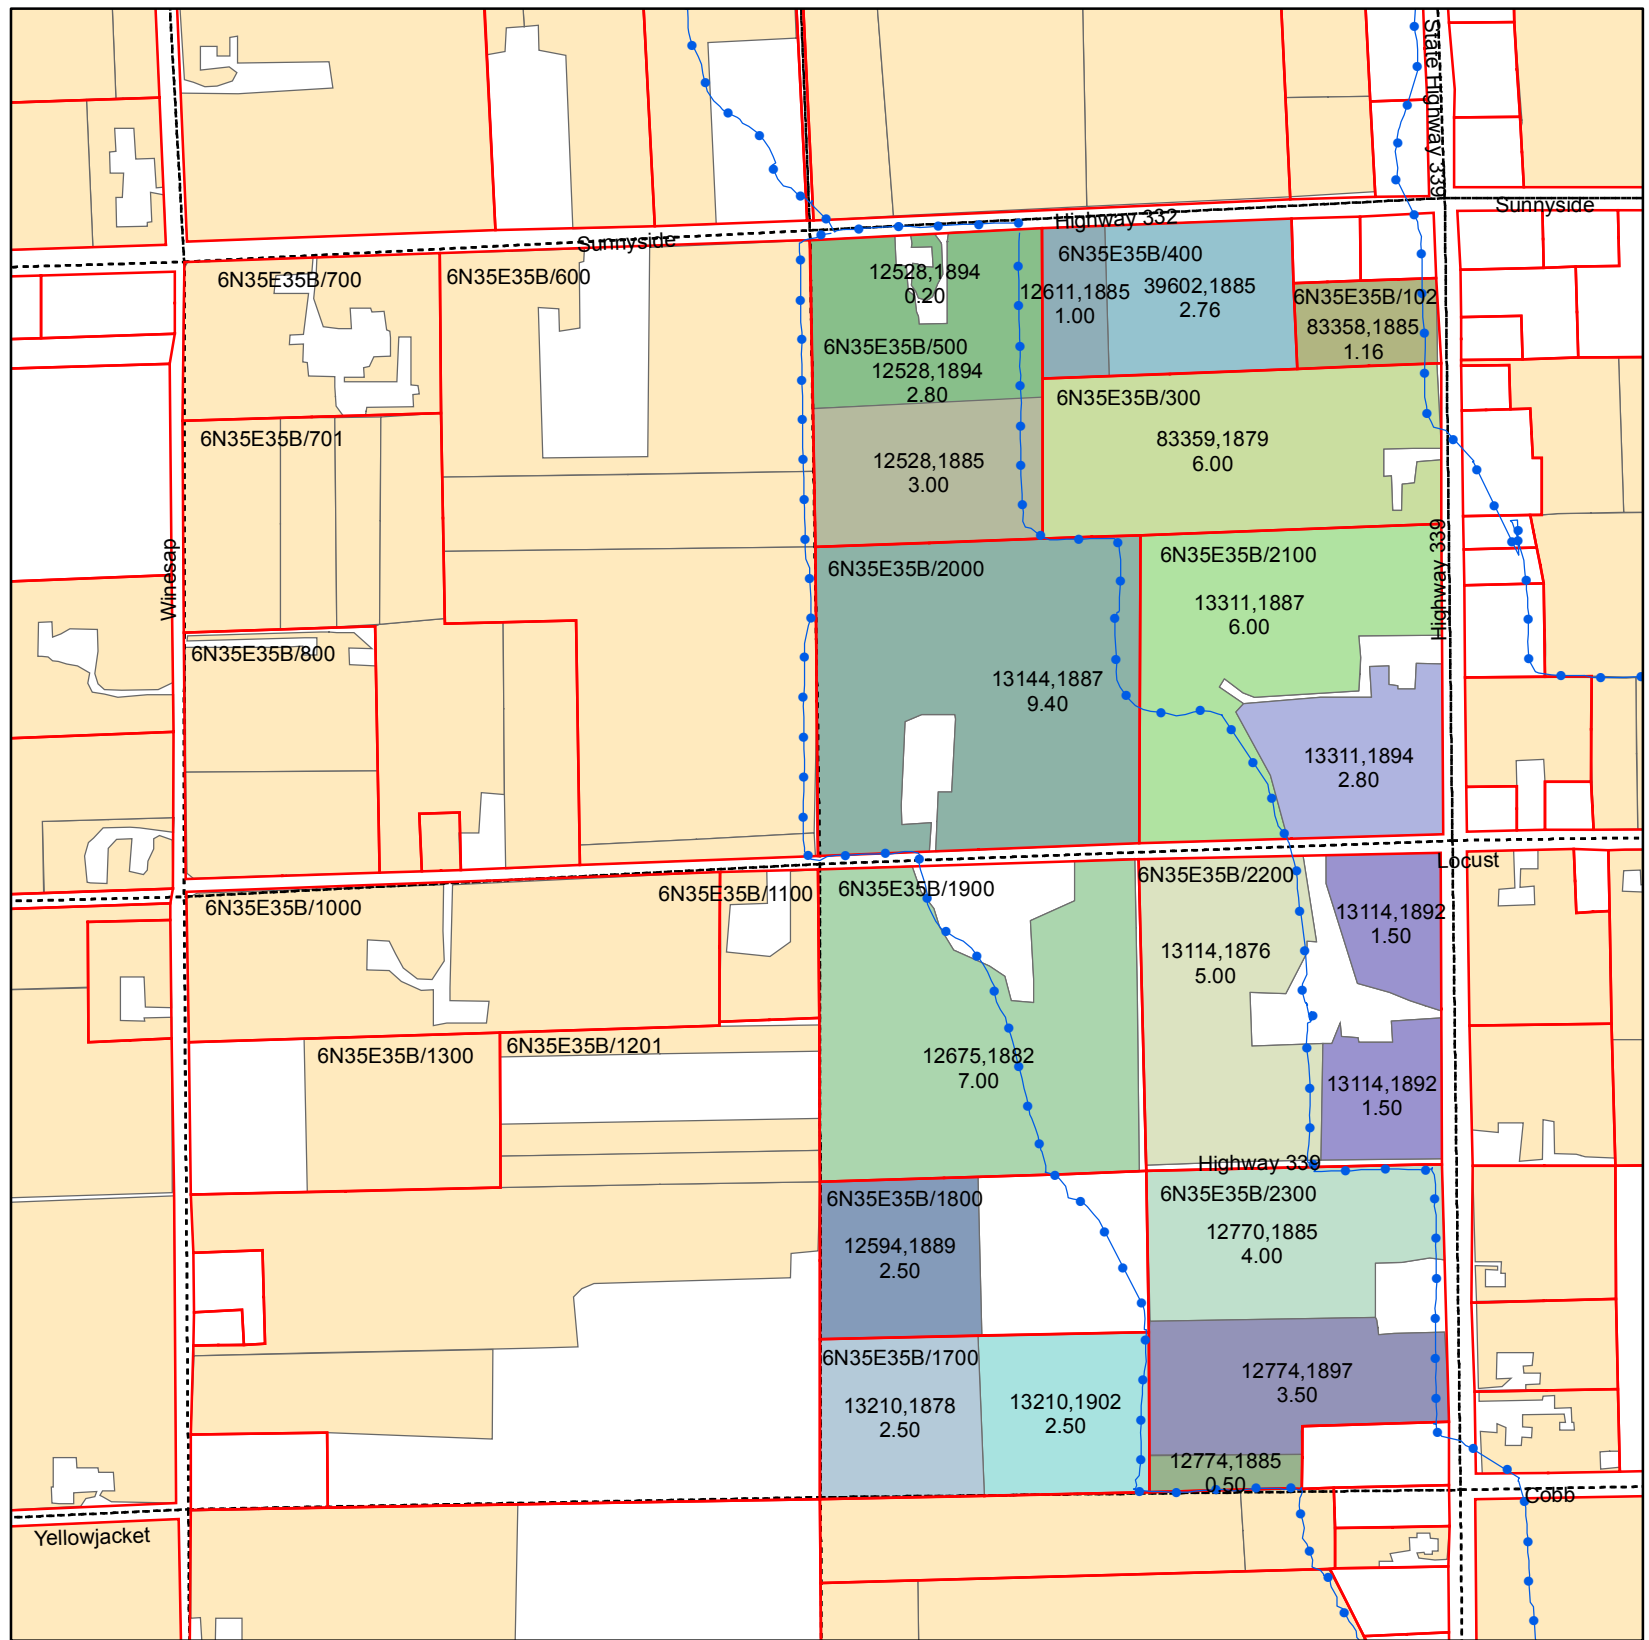 State Highway 339
Sunnyside
Highway 332
Sunnyside
6N35E35B/700
6N35E35B/600
12528,1894
0.20
6N35E35B/400
12611,1885
1.00
39602,1885
2.76
6N35E35B/102
83358,1885
1.16
6N35E35B/500
12528,1894
2.80
6N35E35B/300
83359,1879
6.00
6N35E35B/701
12528,1885
3.00
Winesap
Highway 339
6N35E35B/2000
13144,1887
9.40
6N35E35B/2100
13311,1887
6.00
6N35E35B/800
13311,1894
2.80
Locust
6N35E35B/1000
6N35E35B/1100
6N35E35B/1900
6N35E35B/2200
13114,1892
1.50
13114,1876
5.00
6N35E35B/1300
6N35E35B/1201
12675,1882
7.00
13114,1892
1.50
Highway 339
6N35E35B/1800
12594,1889
2.50
6N35E35B/2300
12770,1885
4.00
6N35E35B/1700
13210,1878
2.50
13210,1902
2.50
12774,1897
3.50
12774,1885
0.50
Cobb
Yellowjacket